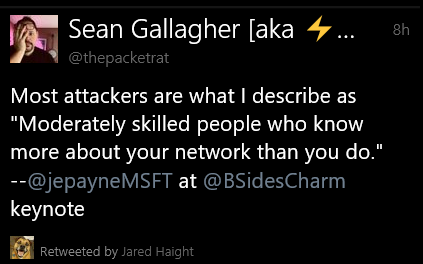 Sean Gallagher [aka ⚡...
8h
@thepacketrat
Most attackers are what I describe as
"Moderately skilled people who know
more about your network than you do."
--@jepayneMSFT at @BSidesCharm
keynote
Retweeted by Jared Haight